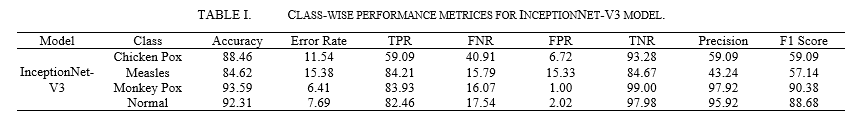 TABLE I. CLASS-WISE PERFORMANCE METRICES FOR INCEPTIONNET-V3 MODEL.
Model Class Accuracy Error Rate TPR FNR FPR TNR Precision F1 Score
InceptionNet-V3 Chicken Pox 88.46 11.54 59.09 40.91 6.72 93.28 59.09 59.09
Measles 84.62 15.38 84.21 15.79 15.33 84.67 43.24 57.14
Monkey Pox 93.59 6.41 83.93 16.07 1.00 99.00 97.92 90.38
Normal 92.31 7.69 82.46 17.54 2.02 97.98 95.92 88.68